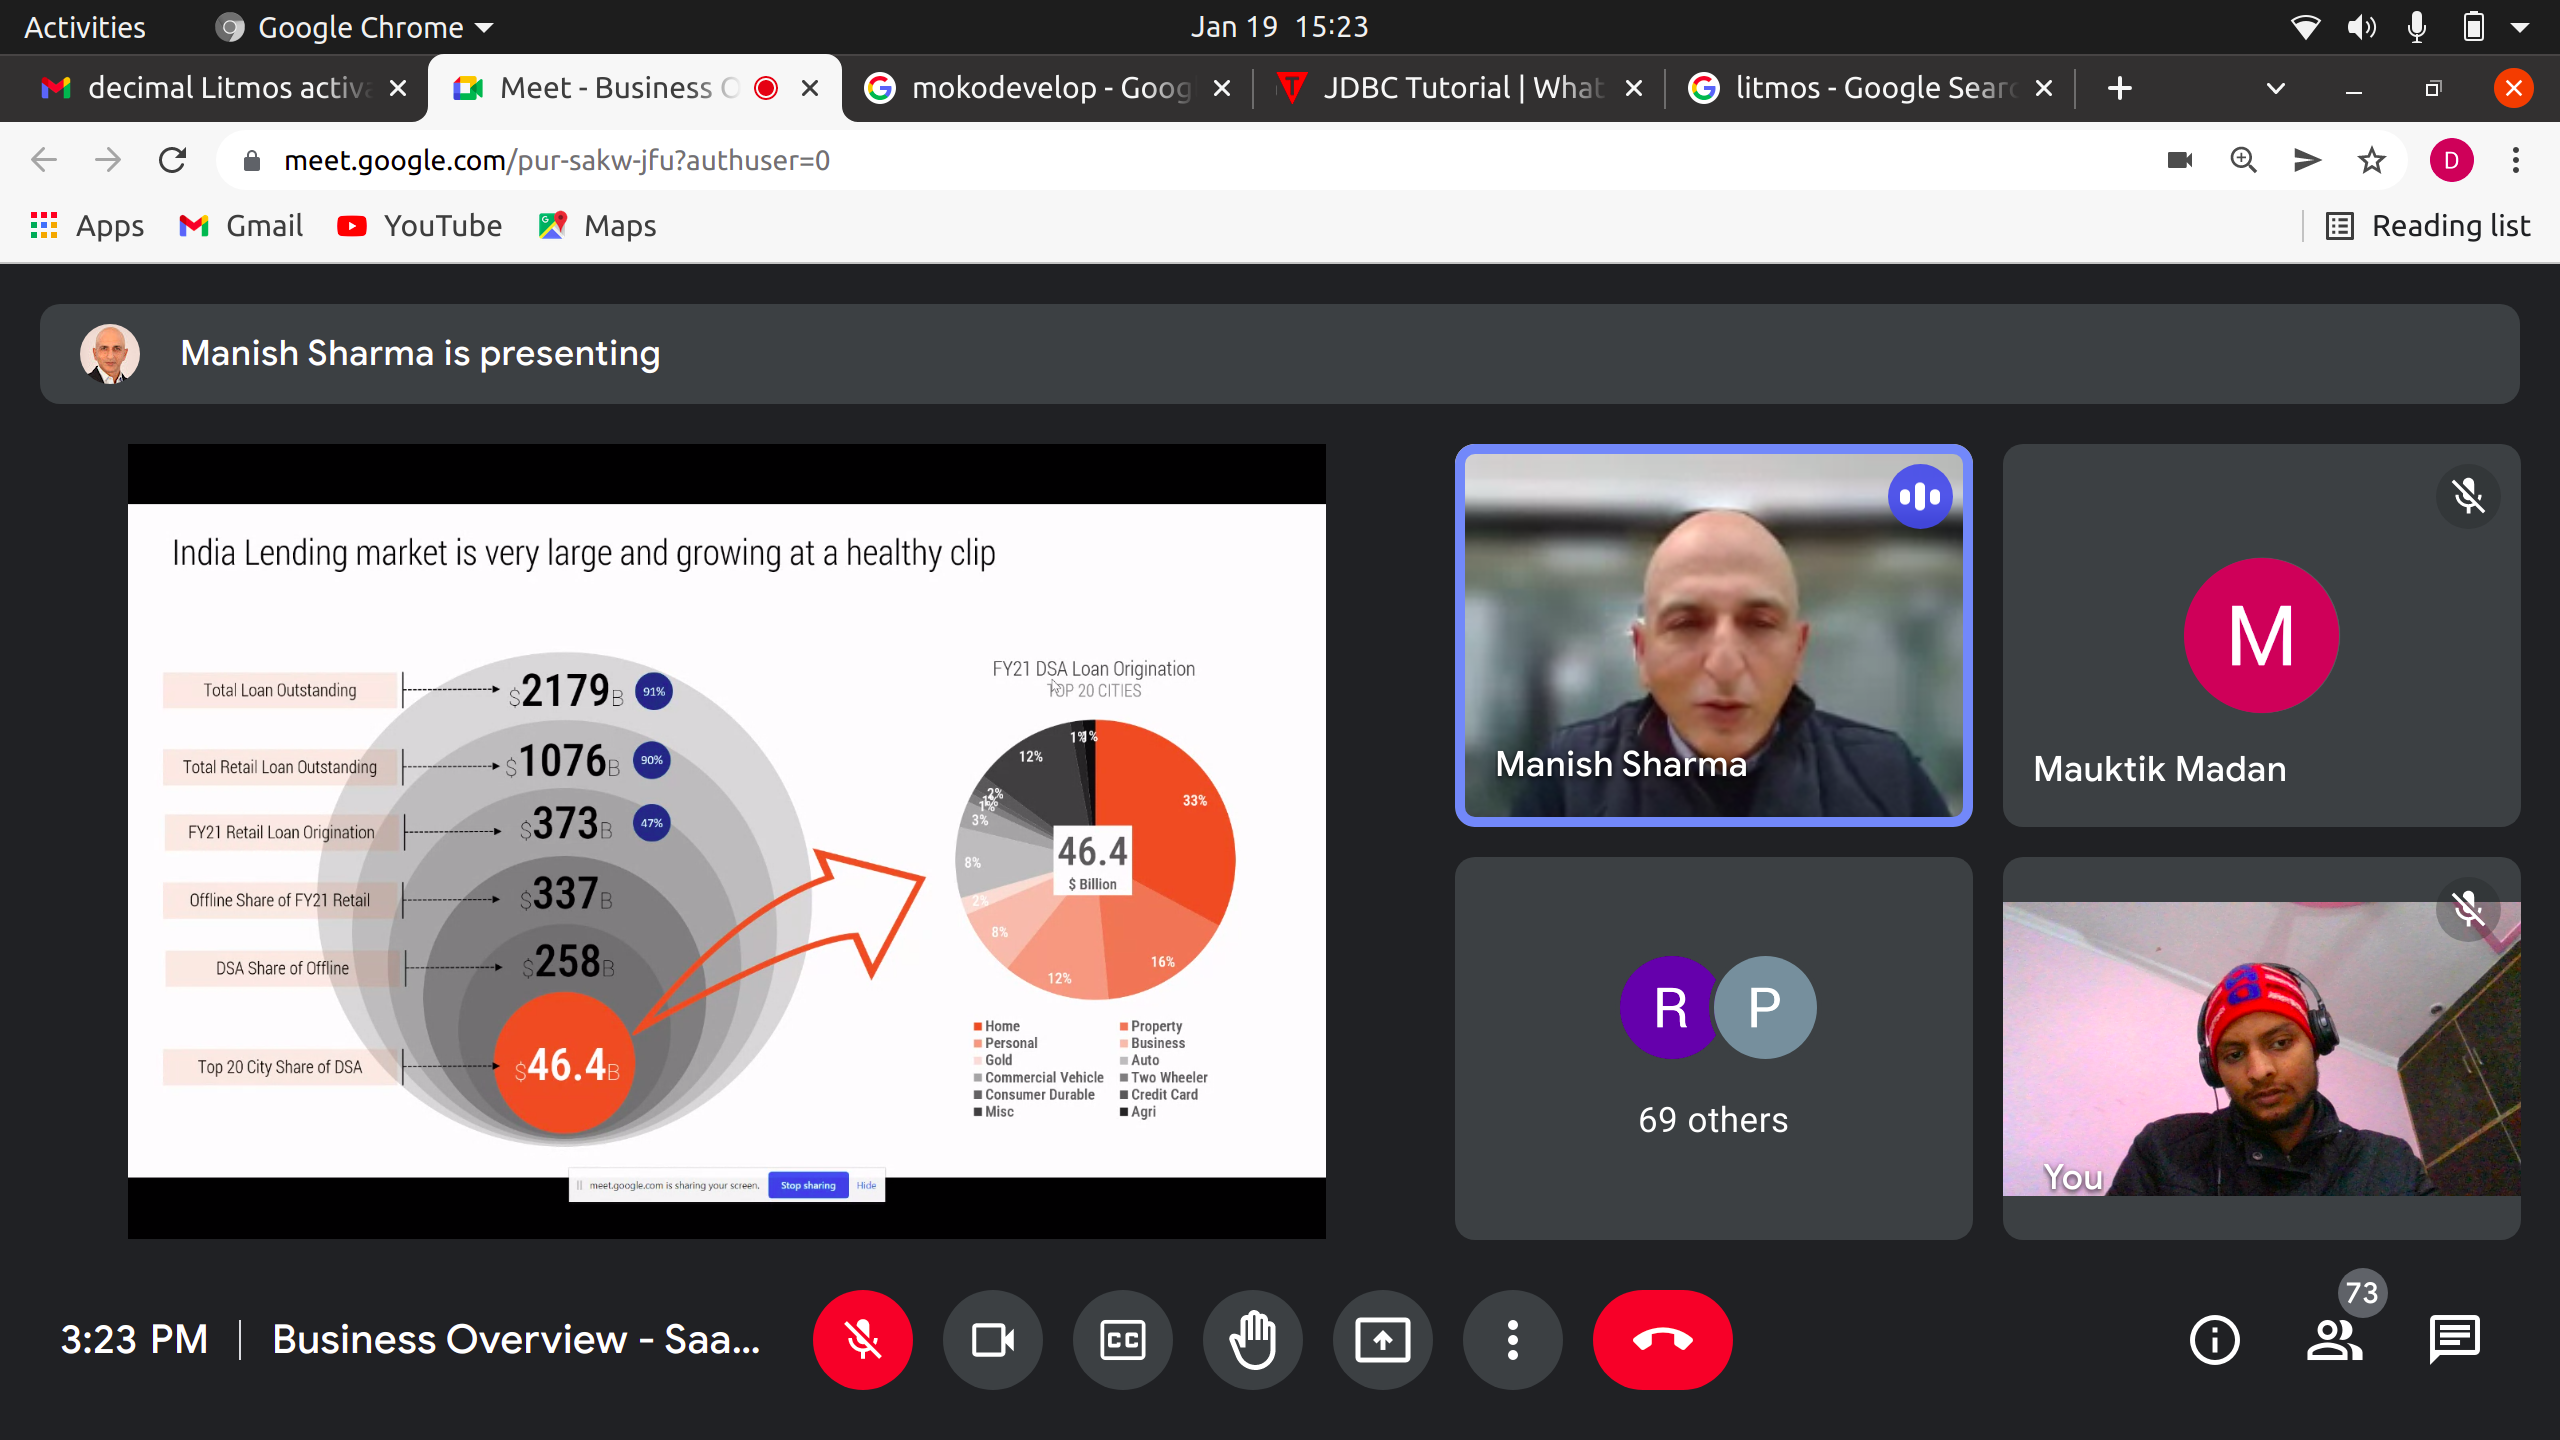 Activities
Google Chrome
Jan 19 15:23
decimal Litmos activa
Meet - Business O
mokodevelop - Goog
JDBC Tutorial | What
litmos - Google Sear
meet.google.com/pur-sakw-jfu?authuser=0
D
Apps
Gmail
YouTube
Maps
Reading list
Manish Sharma is presenting
India Lending market is very large and growing at a healthy clip
Total Loan Outstanding
$2179B
91%
Total Retail Loan Outstanding
$1076B
90%
FY21 Retail Loan Origination
$373B
47%
Offline Share of FY21 Retail
$337B
DSA Share of Offline
$258B
Top 20 City Share of DSA
$46.4B
FY21 DSA Loan Origination
TOP 20 CITIES
33%
16%
12%
8%
2%
8%
3%
1%
2%
12%
1%
1%
46.4
$ Billion
Home
Property
Personal
Business
Gold
Auto
Commercial Vehicle
Two Wheeler
Consumer Durable
Credit Card
Misc
Agri
meet.google.com is sharing your screen.
Stop sharing
Hide
Manish Sharma
M
Mauktik Madan
R
P
69 others
You
3:23 PM
Business Overview - Saa...
CC
73